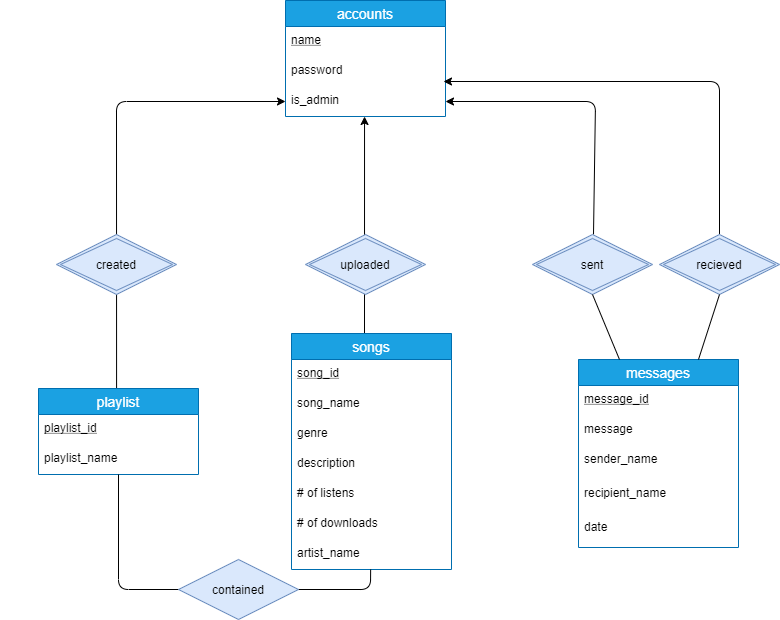 accounts
name
password
is_admin
created
uploaded
sent
recieved
songs
song_id
song_name
genre
description
# of listens
# of downloads
artist_name
messages
message_id
message
sender_name
recipient_name
date
playlist
playlist_id
playlist_name
contained